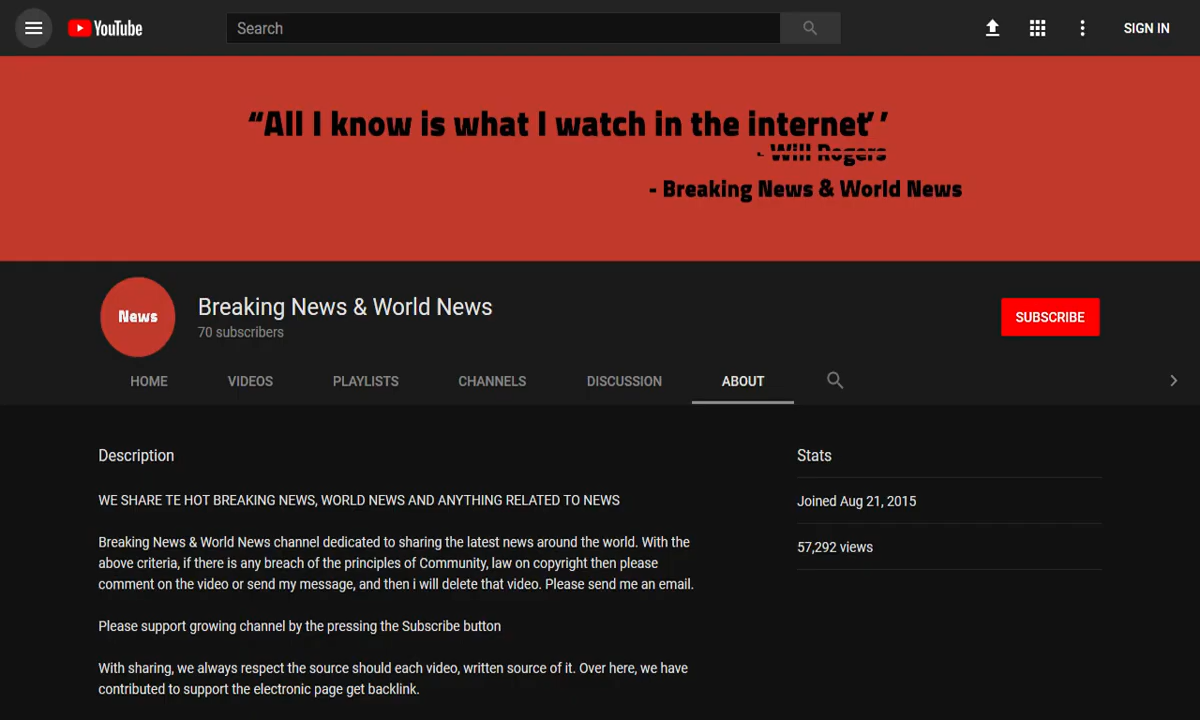 YouTube
Search
SIGN IN
“All I know is what I watch in the internet’’
- Will Rogers
- Breaking News & World News
News
Breaking News & World News
70 subscribers
SUBSCRIBE
HOME VIDEOS PLAYLISTS CHANNELS DISCUSSION ABOUT
Description
WE SHARE TE HOT BREAKING NEWS, WORLD NEWS AND ANYTHING RELATED TO NEWS
Breaking News & World News channel dedicated to sharing the latest news around the world. With the
above criteria, if there is any breach of the principles of Community, law on copyright then please
comment on the video or send my message, and then i will delete that video. Please send me an email.
Please support growing channel by the pressing the Subscribe button
With sharing, we always respect the source should each video, written source of it. Over here, we have
contributed to support the electronic page get backlink.
Stats
Joined Aug 21, 2015
57,292 views